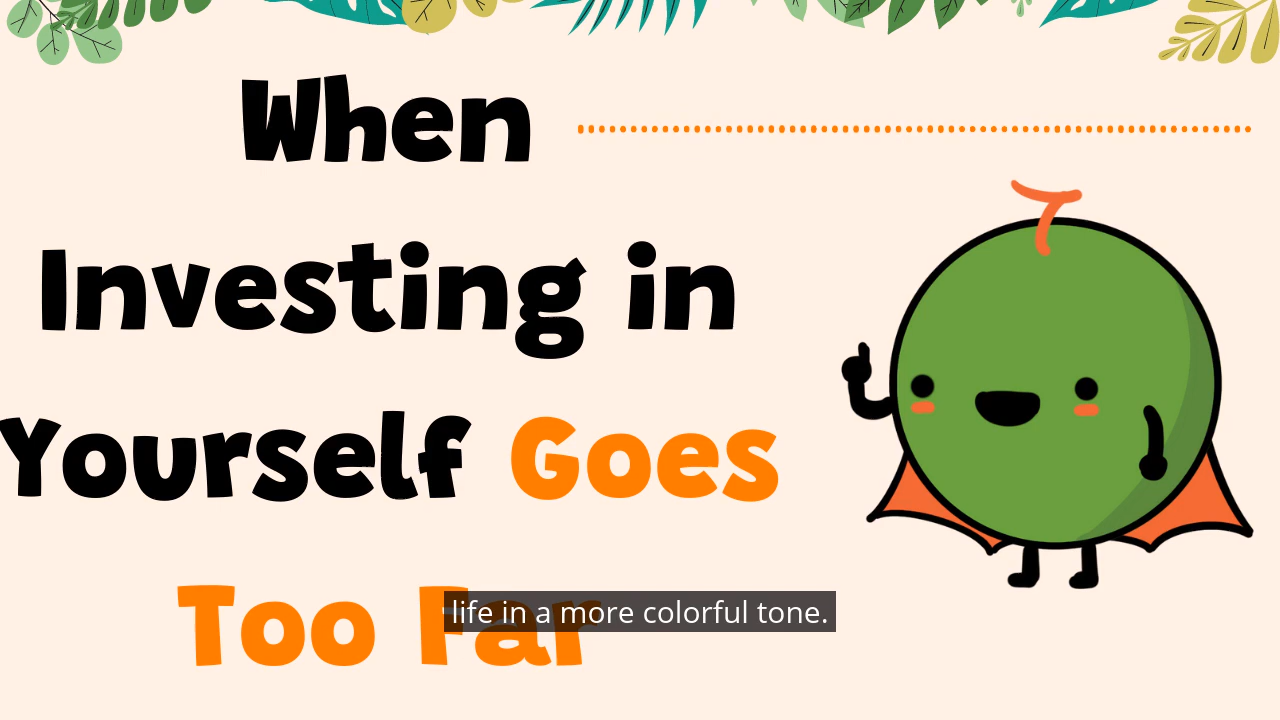 When
Investing in
Yourself Goes
Too Far
life in a more colorful tone.